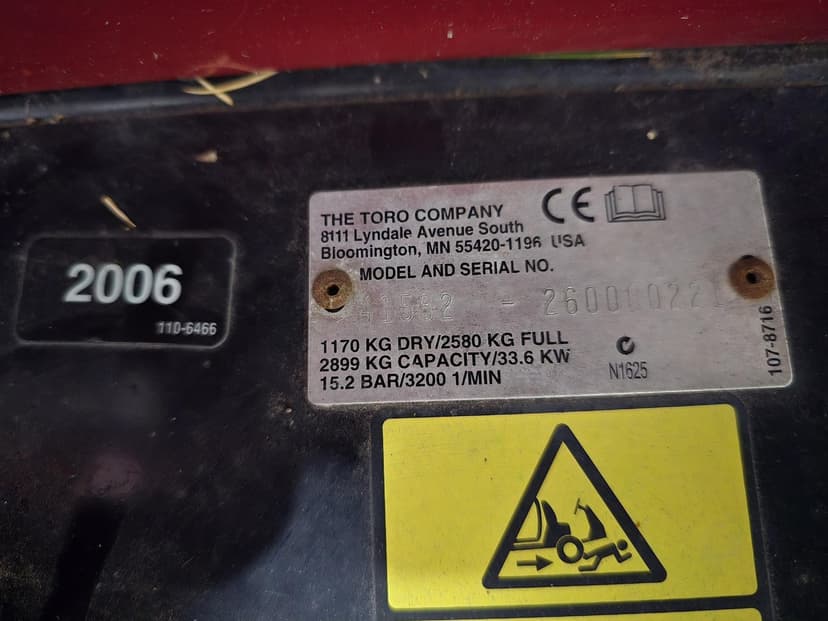 2006
110-6466
THE TORO COMPANY
8111 Lyndale Avenue South
Bloomington, MN 55420-1196 USA
CE
MODEL AND SERIAL NO.
1170 KG DRY/2580 KG FULL
2899 KG CAPACITY/33.6 KW
15.2 BAR/3200 1/MIN
N1625
107-8716